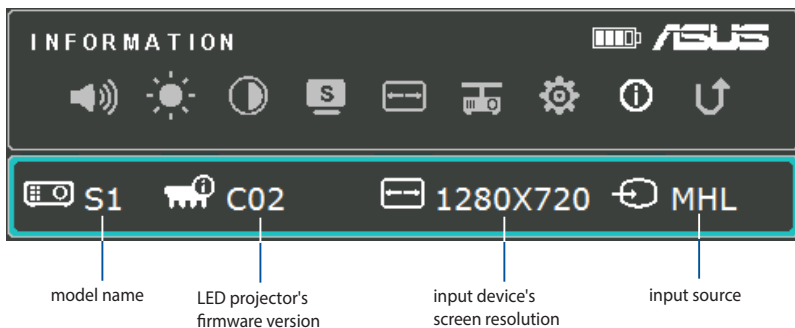 INFORMATION
ASUS
S
S1 C02 1280X720 MHL
model name
LED projector's
firmware version
input device's
screen resolution
input source